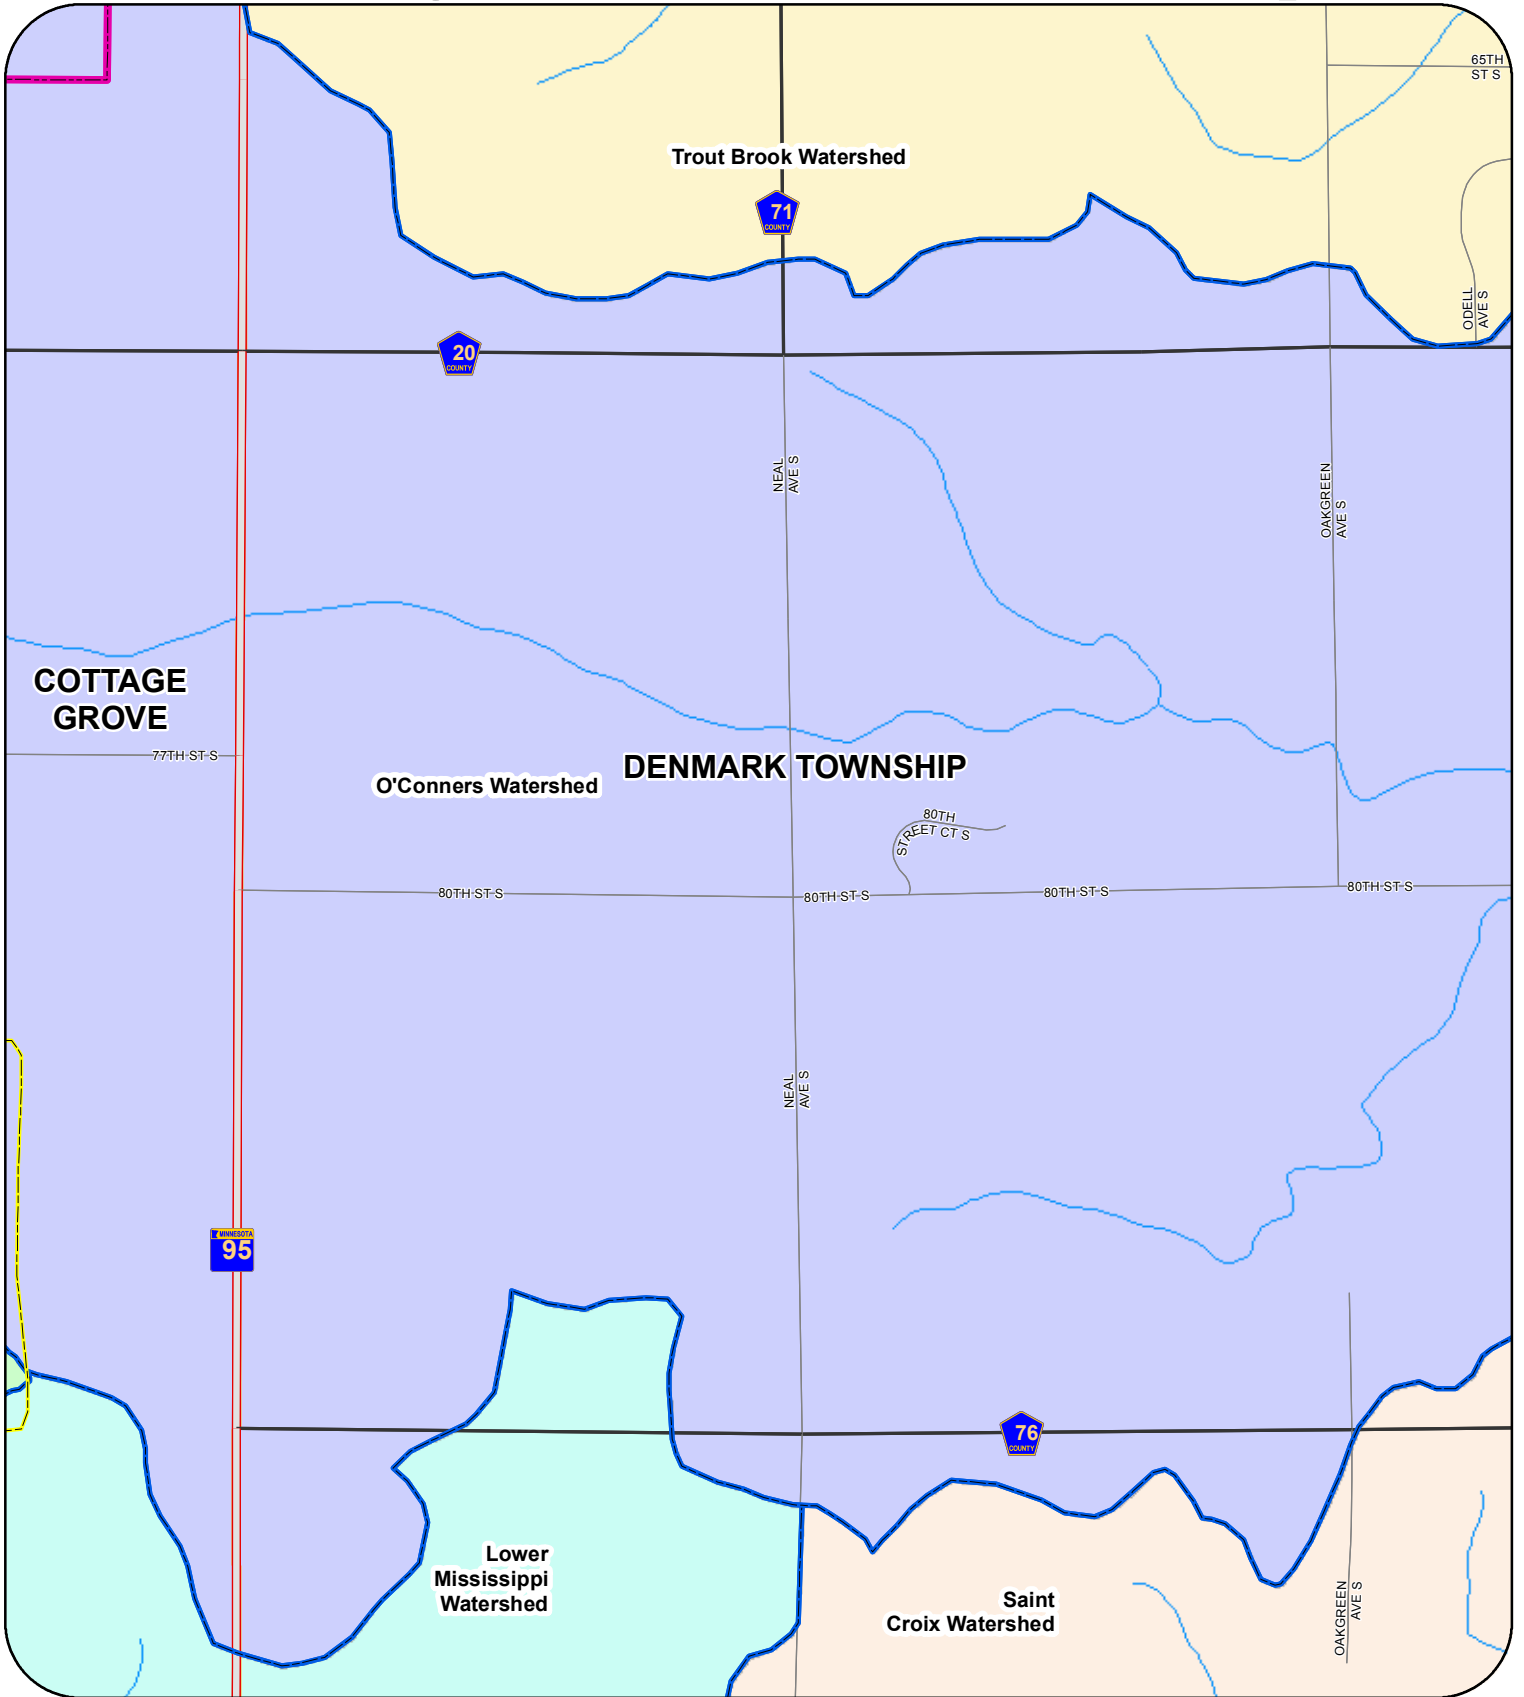 65TH
ST S
Trout Brook Watershed
71
COUNTY
ODELL
AVE S
20
COUNTY
NEAL
AVE S
OAKGREEN
AVE S
COTTAGE
GROVE
77TH ST S
DENMARK TOWNSHIP
O'Conners Watershed
80TH
STREET CT S
80TH ST S
80TH ST S
80TH ST S
80TH ST S
NEAL
AVE S
MINNESOTA
95
76
COUNTY
Lower
Mississippi
Watershed
Saint
Croix Watershed
OAKGREEN
AVE S